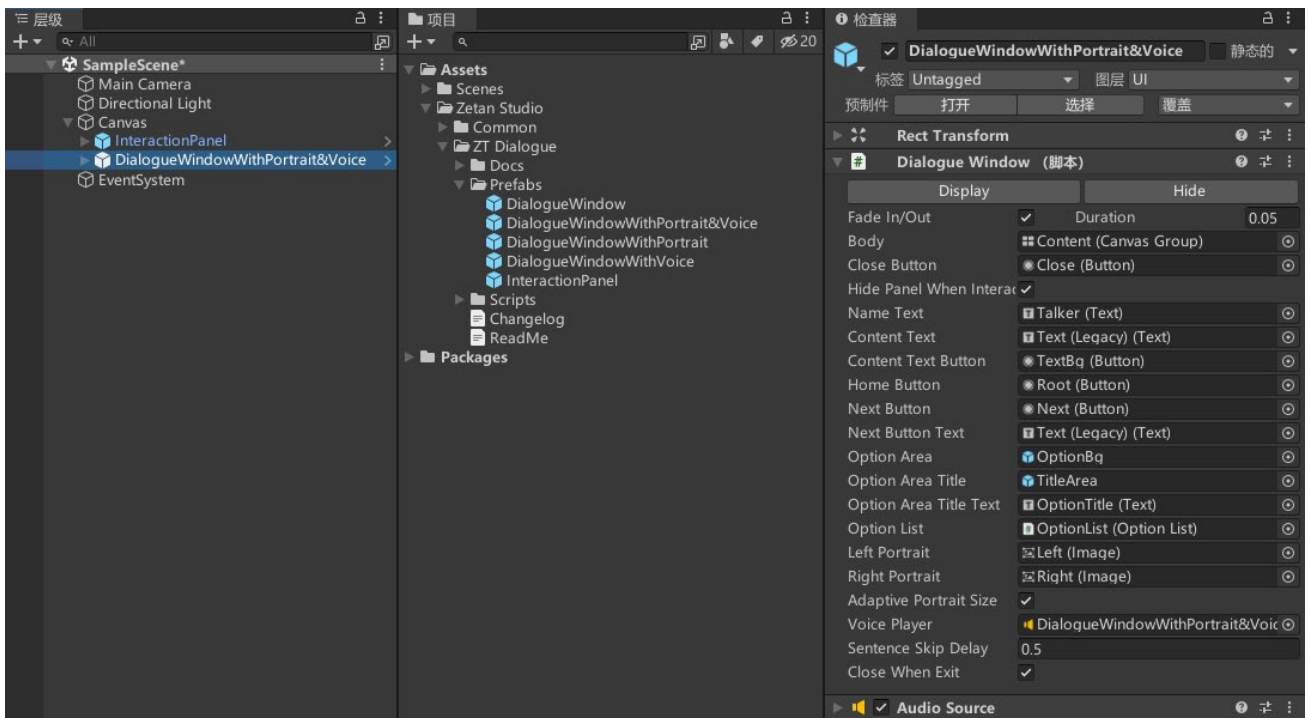 层级
All
SampleScene*
Main Camera
Directional Light
Canvas
InteractionPanel
DialogueWindowWithPortrait&Voice
EventSystem
项目
20
Assets
Scenes
Zetan Studio
Common
ZT Dialogue
Docs
Prefabs
DialogueWindow
DialogueWindowWithPortrait&Voice
DialogueWindowWithPortrait
DialogueWindowWithVoice
InteractionPanel
Scripts
Changelog
ReadMe
Packages
检查器
DialogueWindowWithPortrait&Voice 静态的
标签 Untagged 图层 UI
预制件 打开 选择 覆盖
Rect Transform
Dialogue Window （脚本）
Display Hide
Fade In/Out Duration 0.05
Body Content (Canvas Group)
Close Button Close (Button)
Hide Panel When Interac
Name Text Talker (Text)
Content Text Text (Legacy) (Text)
Content Text Button TextBg (Button)
Home Button Root (Button)
Next Button Next (Button)
Next Button Text Text (Legacy) (Text)
Option Area OptionBg
Option Area Title TitleArea
Option Area Title Text OptionTitle (Text)
Option List OptionList (Option List)
Left Portrait Left (Image)
Right Portrait Right (Image)
Adaptive Portrait Size
Voice Player DialogueWindowWithPortrait&Voic
Sentence Skip Delay 0.5
Close When Exit
Audio Source